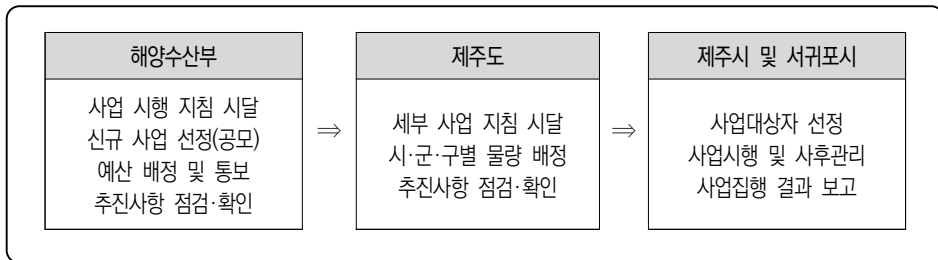 해양수산부
사업 시행 지침 시달
신규 사업 선정(공모)
예산 배정 및 통보
추진사항 점검·확인
⇒
제주도
세부 사업 지침 시달
시·군·구별 물량 배정
추진사항 점검·확인
⇒
제주시 및 서귀포시
사업대상자 선정
사업시행 및 사후관리
사업집행 결과 보고